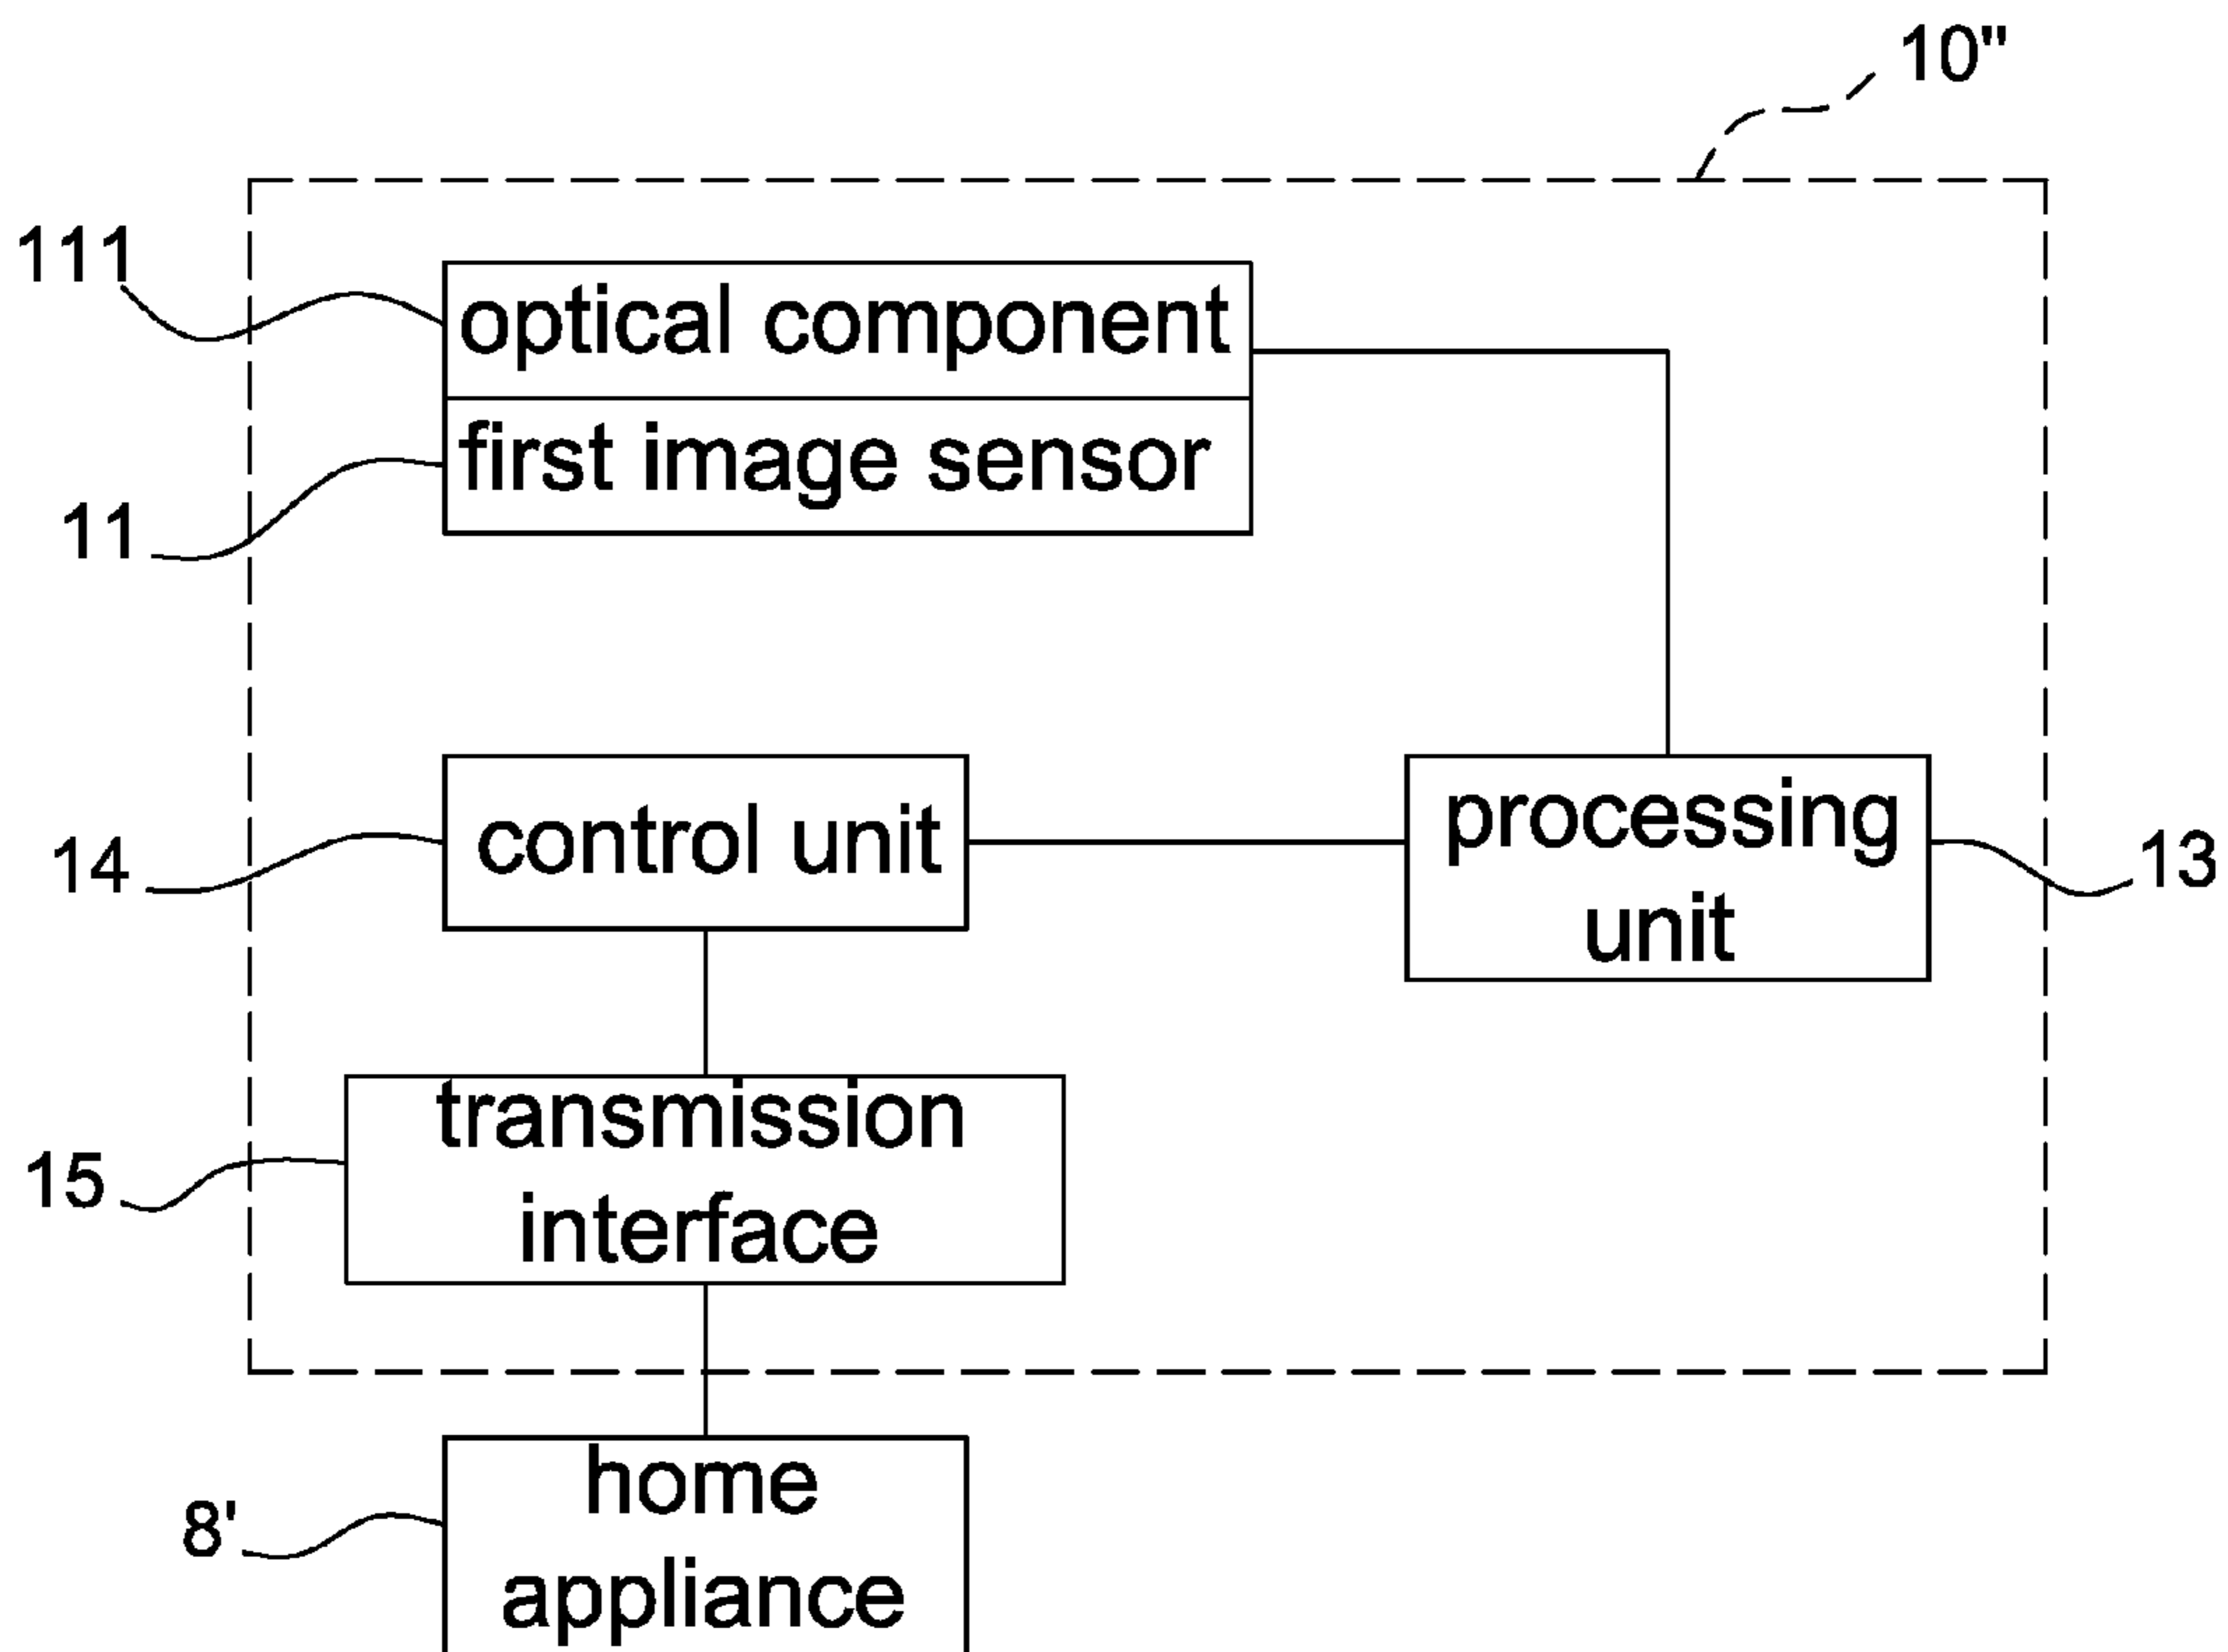 10"
111
optical component
first image sensor
11
control unit
14
processing
unit
13
transmission
interface
15
home
appliance
8'